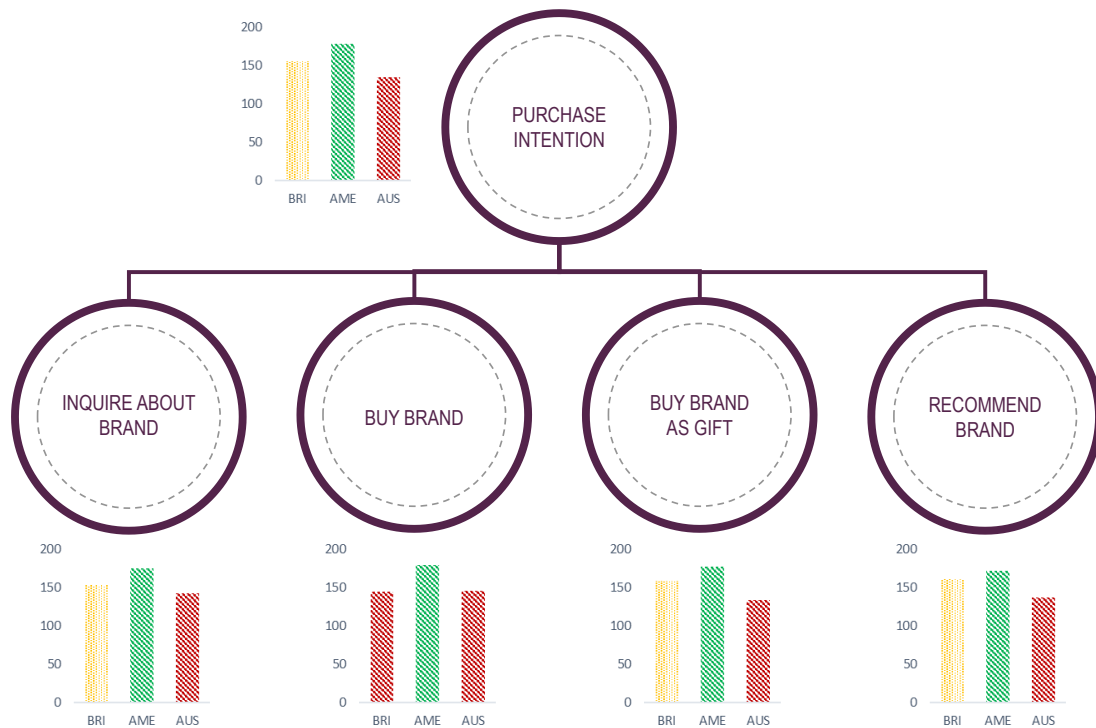 200
150
100
50
0
BRI AME AUS
PURCHASE
INTENTION
INQUIRE ABOUT
BRAND
BUY BRAND
BUY BRAND
AS GIFT
RECOMMEND
BRAND
200
150
100
50
0
BRI AME AUS
200
150
100
50
0
BRI AME AUS
200
150
100
50
0
BRI AME AUS
200
150
100
50
0
BRI AME AUS